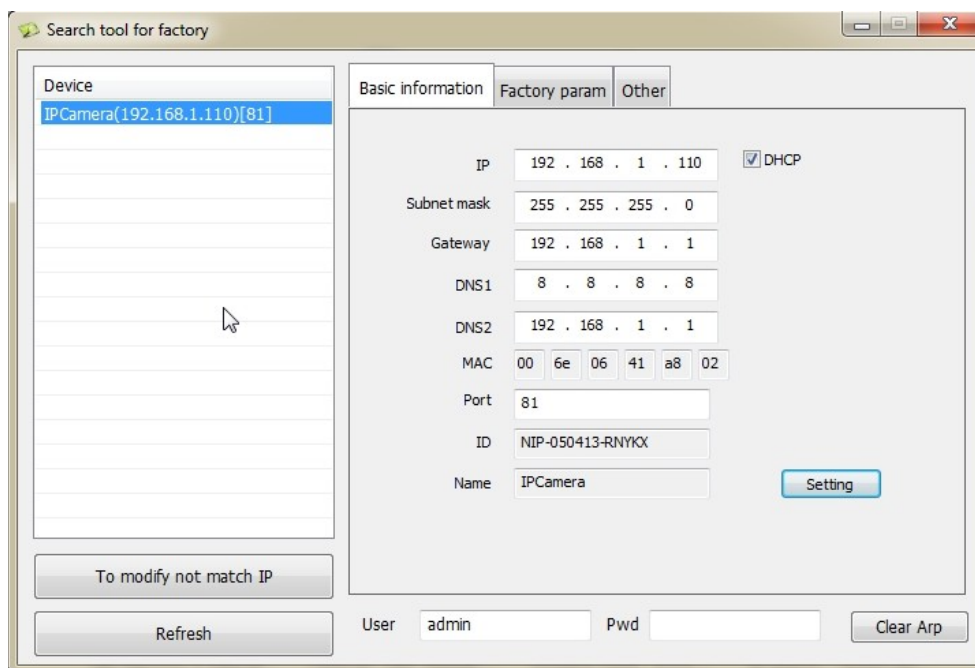 Search tool for factory
Device
IPCamera(192.168.1.110)[81]
To modify not match IP
Refresh
Basic information Factory param Other
IP 192 . 168 . 1 . 110 DHCP
Subnet mask 255 . 255 . 255 . 0
Gateway 192 . 168 . 1 . 1
DNS1 8 . 8 . 8 . 8
DNS2 192 . 168 . 1 . 1
MAC 00 6e 06 41 a8 02
Port 81
ID NIP-050413-RNYKX
Name IPCamera
Setting
User admin Pwd Clear Arp